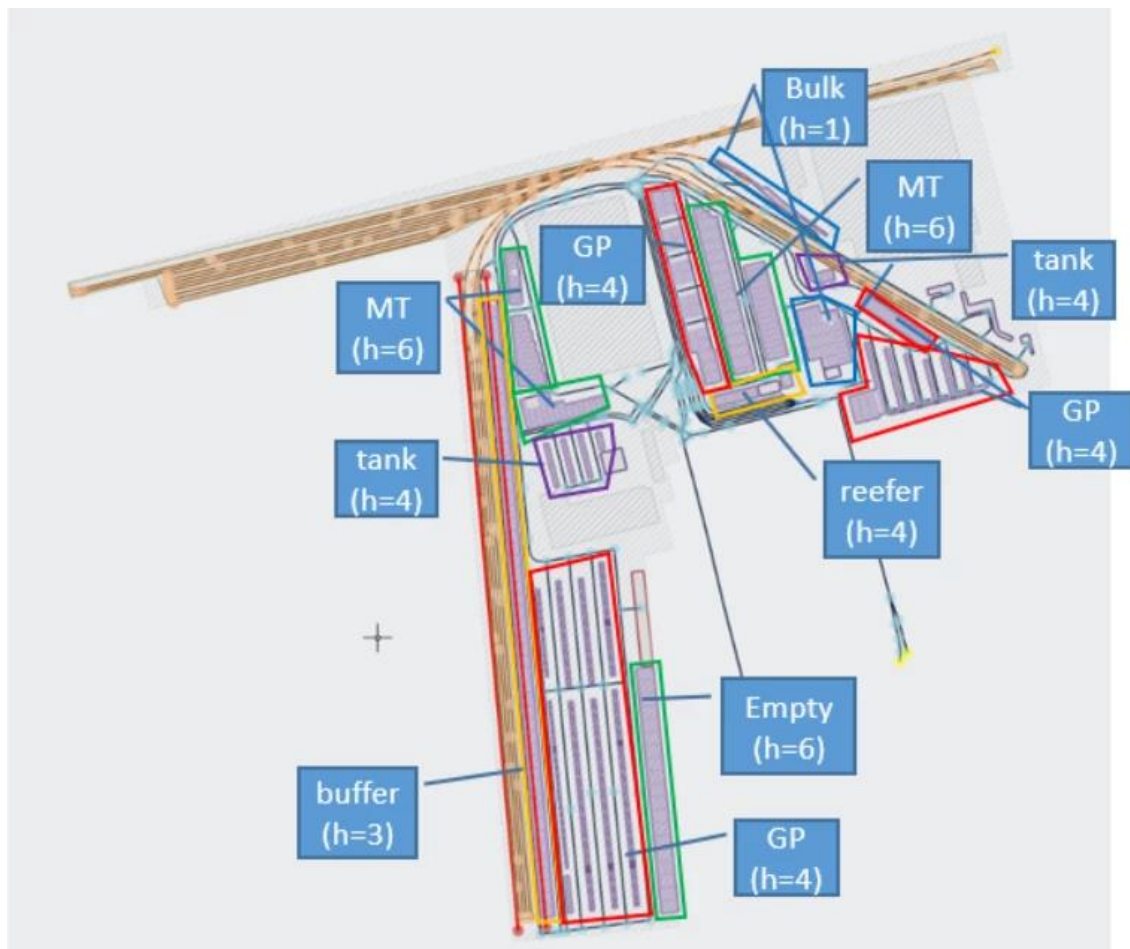 Bulk
(h=1)
MT
(h=6)
GP
(h=4)
tank
(h=4)
MT
(h=6)
GP
(h=4)
tank
(h=4)
reefer
(h=4)
Empty
(h=6)
buffer
(h=3)
GP
(h=4)